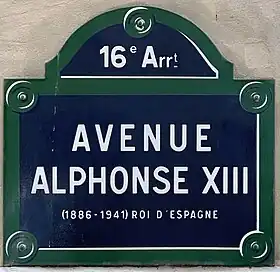 16e Arrt
AVENUE
ALPHONSE XIII
(1886-1941) ROI D'ESPAGNE